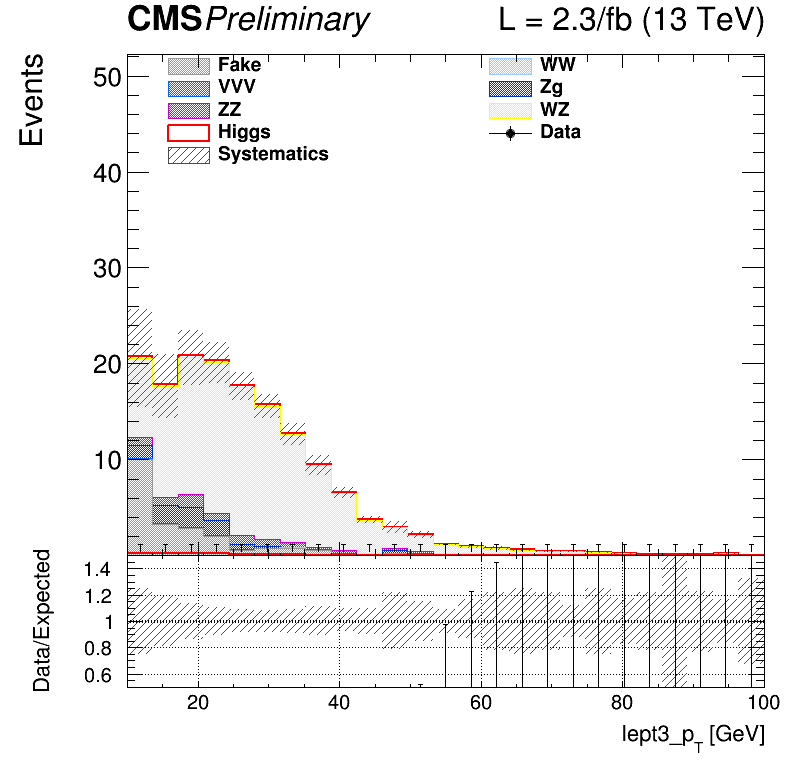 CMS Preliminary L = 2.3/fb (13 TeV)
Events
50
40
30
20
10
Fake WW
VVV Zg
ZZ WZ
Higgs Data
Systematics
Data/Expected
1.4
1.2
1
0.8
0.6
20 40 60 80 100
lept3_p_T [GeV]